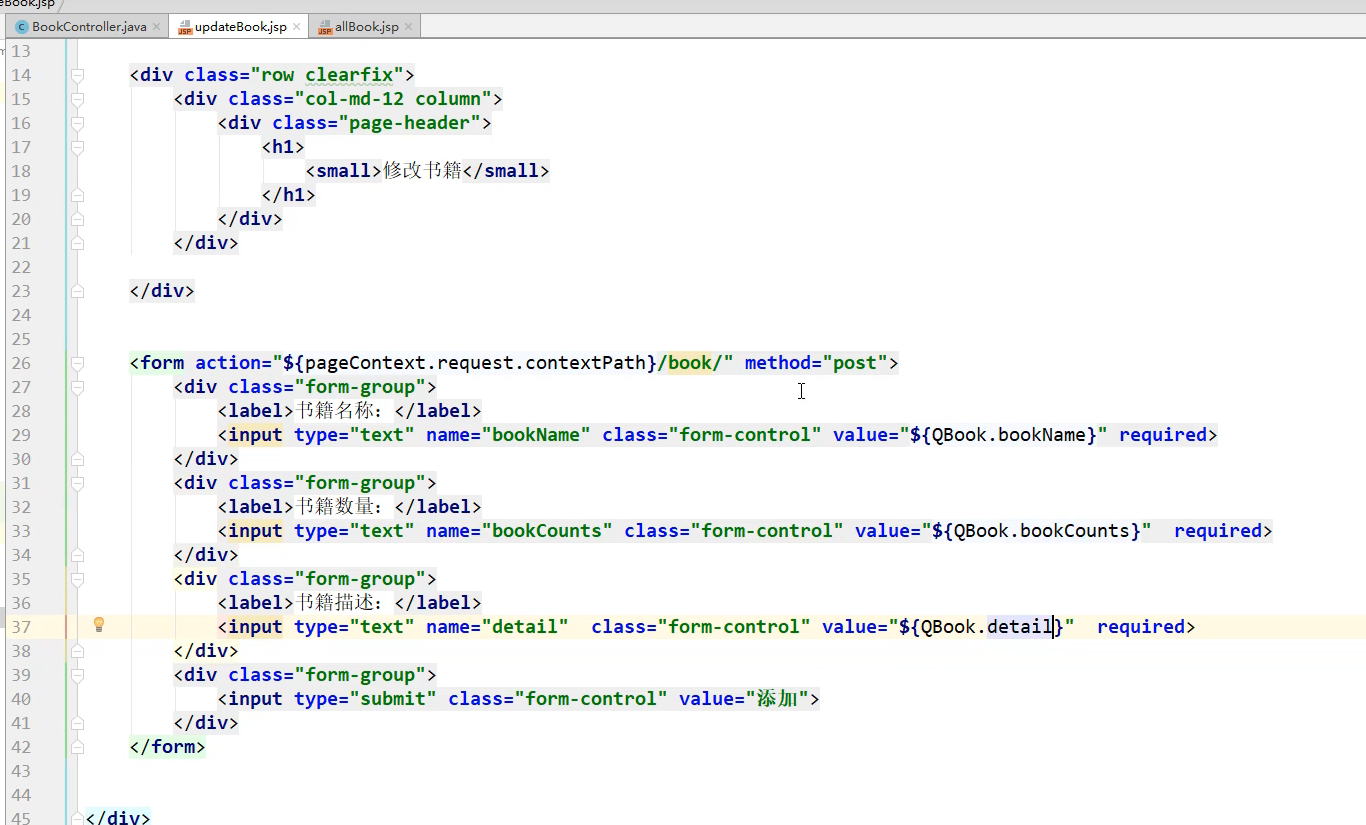 eBook.jsp
BookController.java × updateBook.jsp × allBook.jsp ×
13
14 <div class="row clearfix">
15 <div class="col-md-12 column">
16 <div class="page-header">
17 <h1>
18 <small>修改书籍</small>
19 </h1>
20 </div>
21 </div>
22
23 </div>
24
25
26 <form action="${pageContext.request.contextPath}/book/" method="post">
27 <div class="form-group">
28 <label>书籍名称：</label>
29 <input type="text" name="bookName" class="form-control" value="${QBook.bookName}" required>
30 </div>
31 <div class="form-group">
32 <label>书籍数量：</label>
33 <input type="text" name="bookCounts" class="form-control" value="${QBook.bookCounts}" required>
34 </div>
35 <div class="form-group">
36 <label>书籍描述：</label>
37 <input type="text" name="detail" class="form-control" value="${QBook.detail}" required>
38 </div>
39 <div class="form-group">
40 <input type="submit" class="form-control" value="添加">
41 </div>
42 </form>
43
44
45 </div>